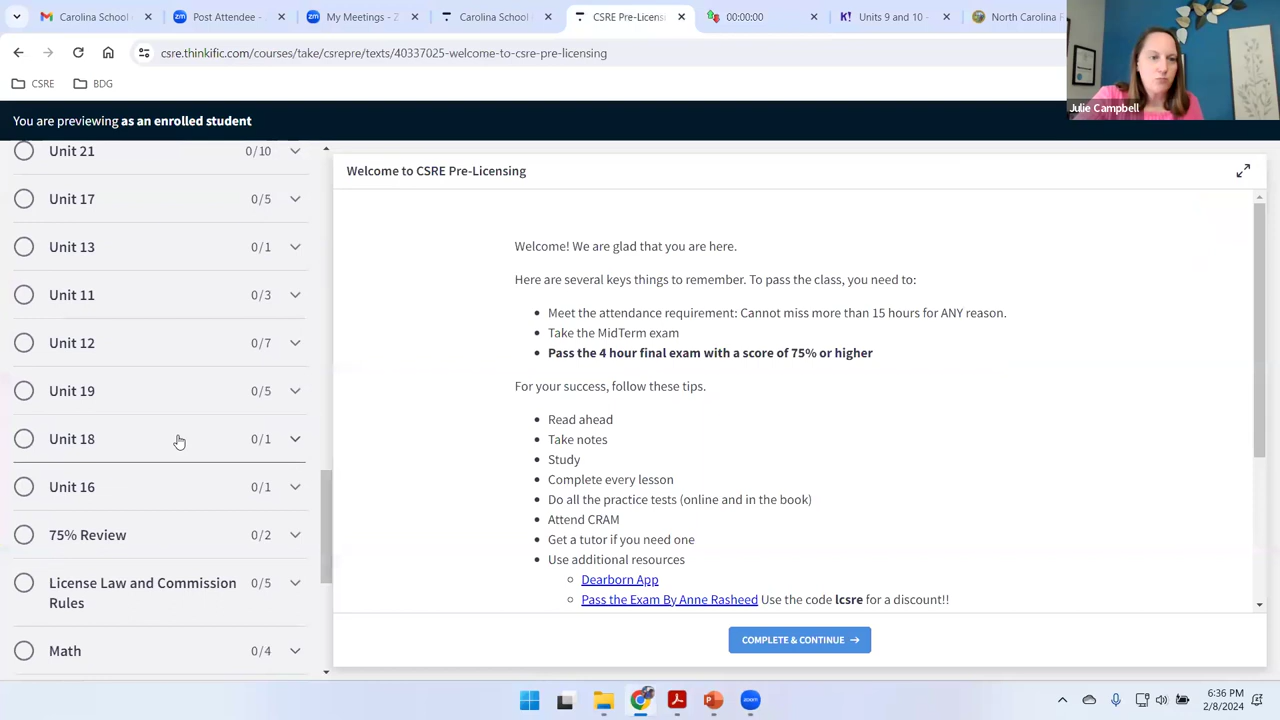 Carolina School
Post Attendee -
My Meetings - Z
Carolina School
CSRE Pre-Licens
00:00:00
Units 9 and 10 -
North Carolina R
csre.thinkific.com/courses/take/csrepre/texts/40337025-welcome-to-csre-pre-licensing
CSRE
BDG
Julie Campbell
You are previewing as an enrolled student
Unit 21 0/10
Unit 17 0/5
Unit 13 0/1
Unit 11 0/3
Unit 12 0/7
Unit 19 0/5
Unit 18 0/1
Unit 16 0/1
75% Review 0/2
License Law and Commission 0/5
Rules
Math 0/4
Welcome to CSRE Pre-Licensing
Welcome! We are glad that you are here.
Here are several keys things to remember. To pass the class, you need to:
Meet the attendance requirement: Cannot miss more than 15 hours for ANY reason.
Take the MidTerm exam
Pass the 4 hour final exam with a score of 75% or higher
For your success, follow these tips.
Read ahead
Take notes
Study
Complete every lesson
Do all the practice tests (online and in the book)
Attend CRAM
Get a tutor if you need one
Use additional resources
Dearborn App
Pass the Exam By Anne Rasheed Use the code lcsre for a discount!!
COMPLETE & CONTINUE →
6:36 PM
2/8/2024